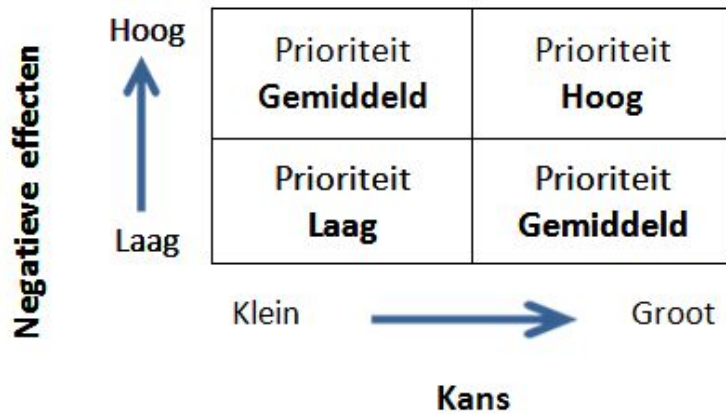 Negatieve effecten
Hoog
Laag
Prioriteit
Gemiddeld
Prioriteit
Hoog
Prioriteit
Laag
Prioriteit
Gemiddeld
Klein
Groot
Kans